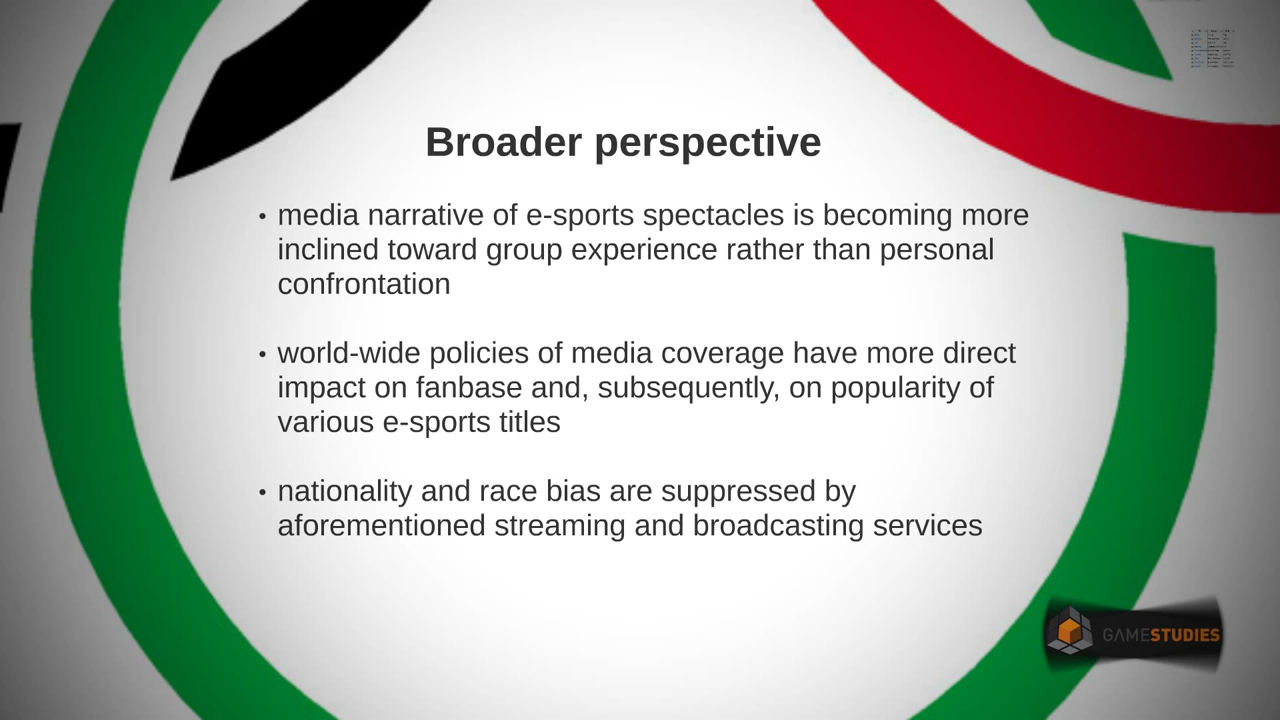 Broader perspective
• media narrative of e-sports spectacles is becoming more
inclined toward group experience rather than personal
confrontation
• world-wide policies of media coverage have more direct
impact on fanbase and, subsequently, on popularity of
various e-sports titles
• nationality and race bias are suppressed by
aforementioned streaming and broadcasting services
GAMESTUDIES